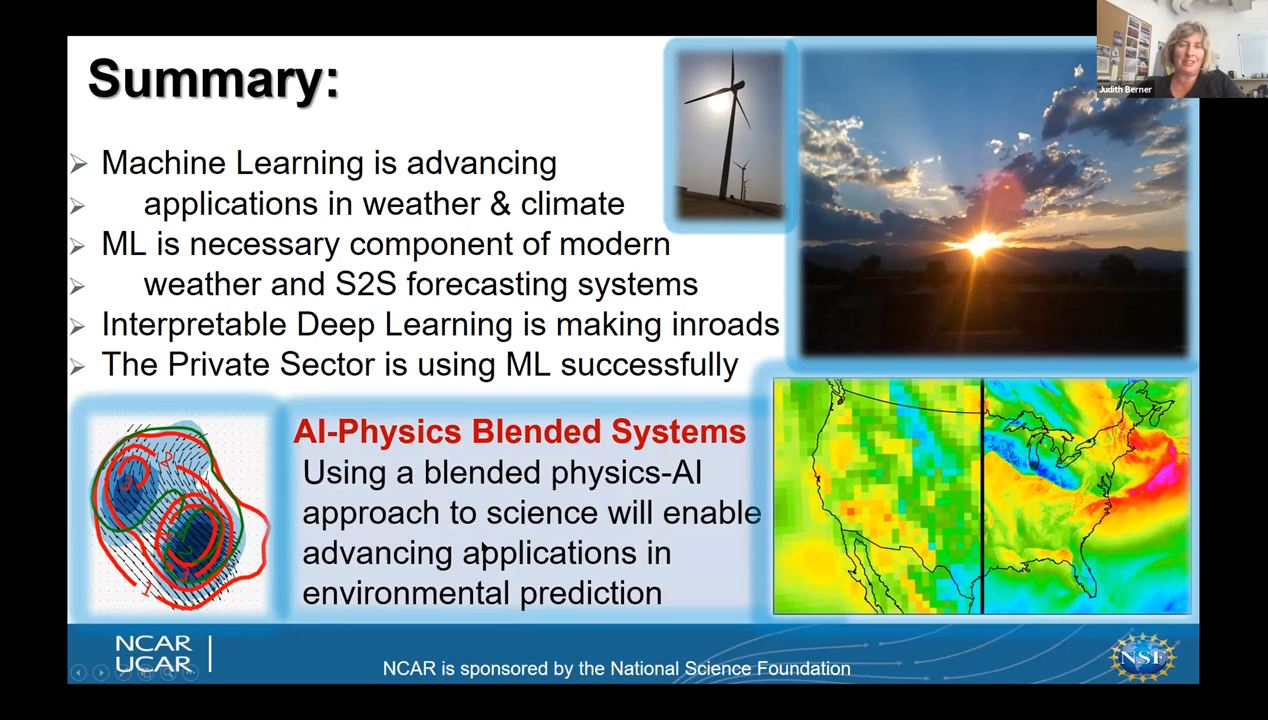 Summary:
Judith Berner
➢ Machine Learning is advancing
➢ applications in weather & climate
➢ ML is necessary component of modern
➢ weather and S2S forecasting systems
➢ Interpretable Deep Learning is making inroads
➢ The Private Sector is using ML successfully
AI-Physics Blended Systems
Using a blended physics-AI
approach to science will enable
advancing applications in
environmental prediction
2
1
NCAR
UCAR
NCAR is sponsored by the National Science Foundation
NSF